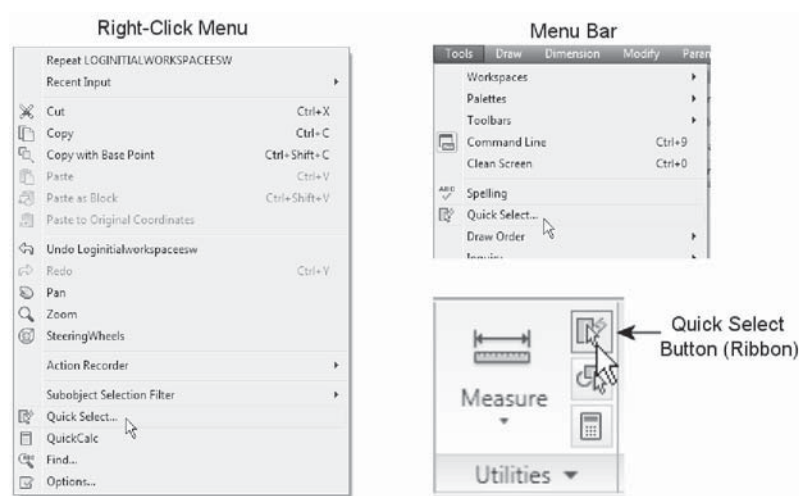 Right-Click Menu
Repeat LOGINITIALWORKSPACEESW
Recent Input
Cut Ctrl+X
Copy Ctrl+C
Copy with Base Point Ctrl+Shift+C
Paste Ctrl+V
Paste as Block Ctrl+Shift+V
Paste to Original Coordinates
Undo Loginitialworkspaceesw
Redo Ctrl+Y
Pan
Zoom
SteeringWheels
Action Recorder
Subobject Selection Filter
Quick Select...
QuickCalc
Find...
Options...
Menu Bar
Tools Draw Dimension Modify Param
Workspaces
Palettes
Toolbars
Command Line Ctrl+9
Clean Screen Ctrl+0
ABC Spelling
Quick Select...
Draw Order
Inquiry
Measure
Utilities
Quick Select
Button (Ribbon)